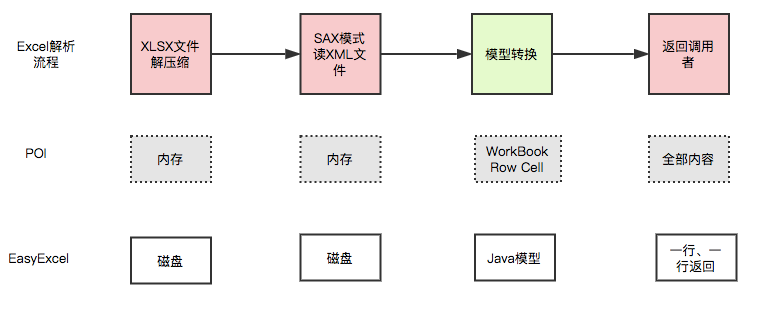 Excel解析
流程
XLSX文件
解压缩
SAX模式
读XML文
件
模型转换
返回调用
者
POI
内存
内存
WorkBook
Row Cell
全部内容
EasyExcel
磁盘
磁盘
Java模型
一行、一
行返回